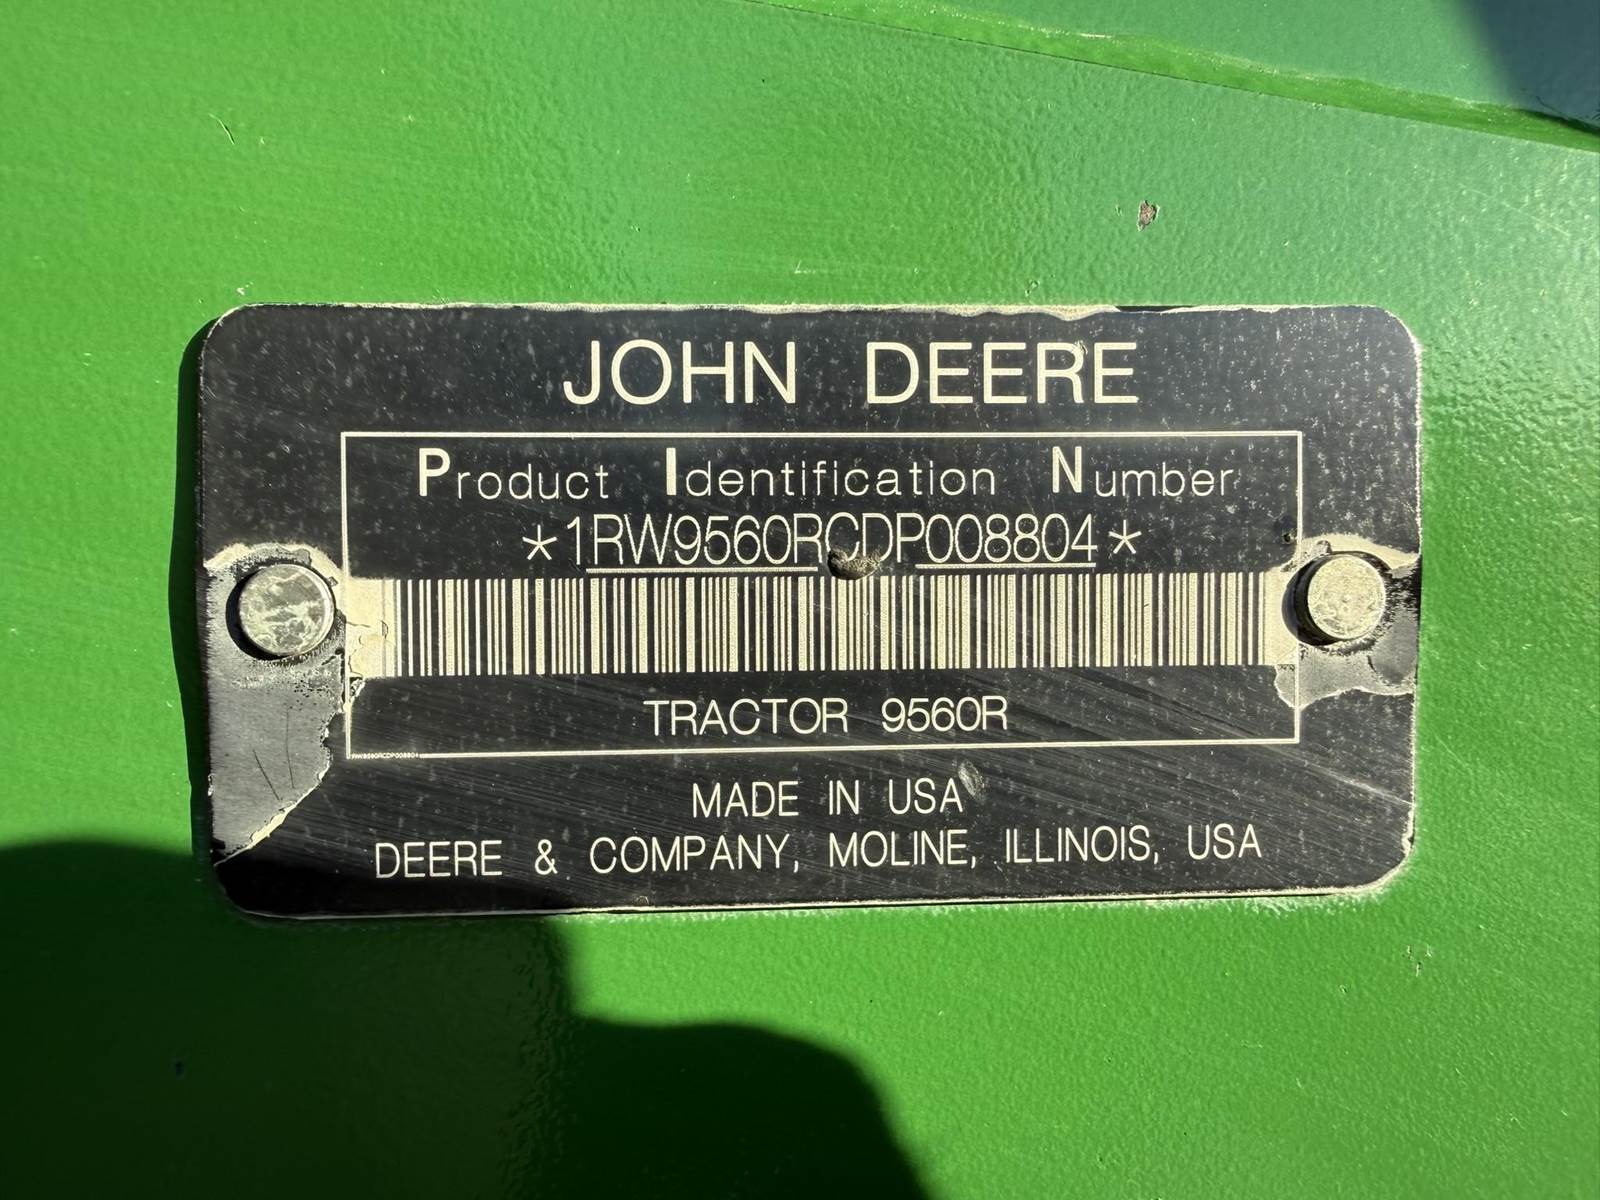 JOHN DEERE
Product Identification Number
*1RW9560RCDP008804*
TRACTOR 9560R
MADE IN USA
DEERE & COMPANY, MOLINE, ILLINOIS, USA